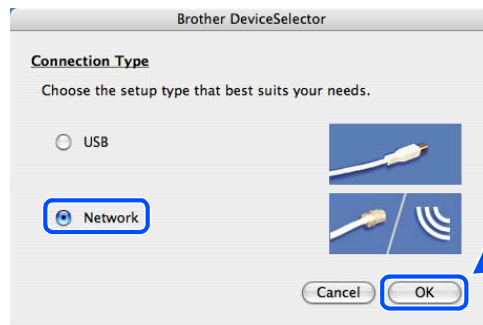 Brother DeviceSelector
Connection Type
Choose the setup type that best suits your needs.
USB
Network
Cancel OK